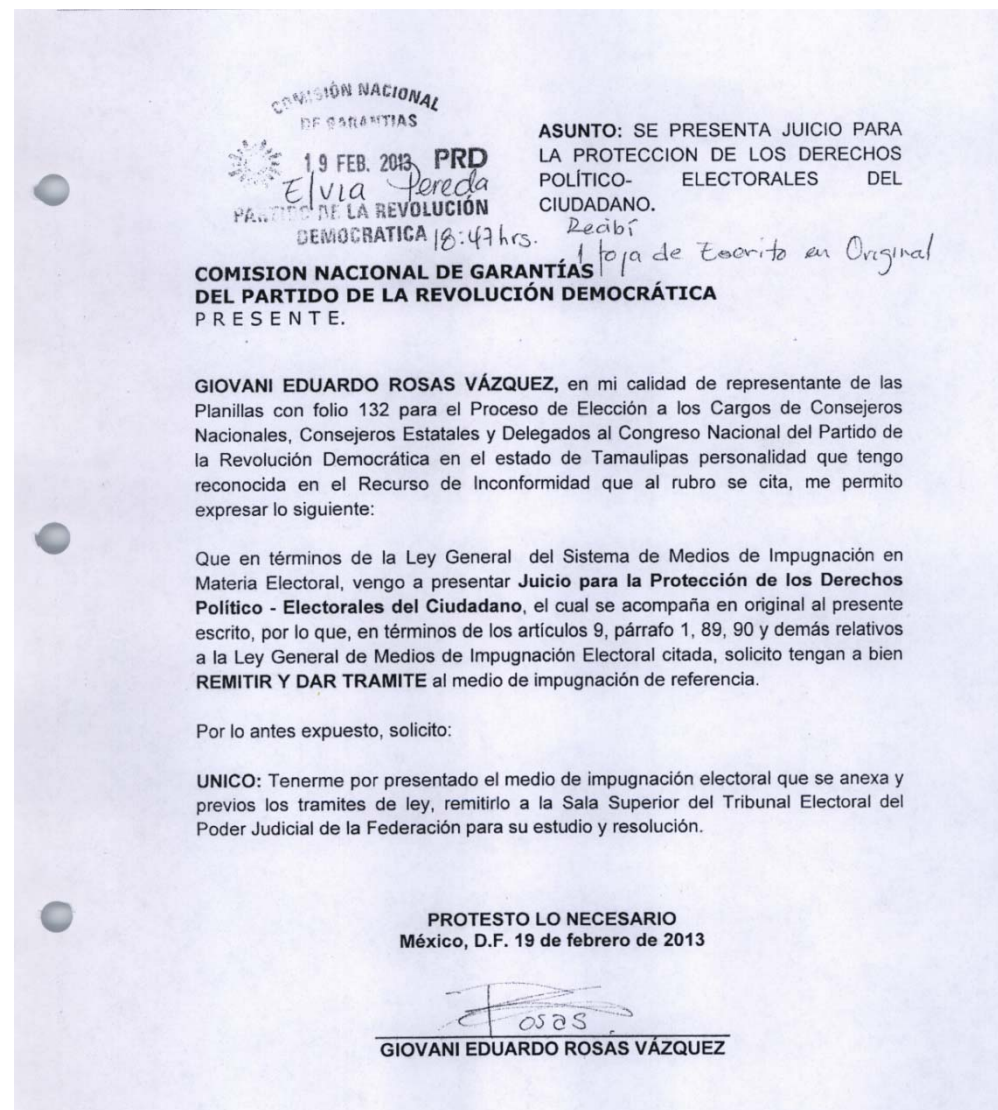 COMISIÓN NACIONAL
DE GARANTIAS
19 FEB. 2013 PRD
Elvia Pereda
PARTIDO DE LA REVOLUCIÓN
DEMOCRATICA 18:47 hrs.
ASUNTO: SE PRESENTA JUICIO PARA
LA PROTECCION DE LOS DERECHOS
POLÍTICO- ELECTORALES DEL
CIUDADANO.
Recibí
1 foja de Escrito en Original
COMISION NACIONAL DE GARANTÍAS
DEL PARTIDO DE LA REVOLUCIÓN DEMOCRÁTICA
P R E S E N T E.
GIOVANI EDUARDO ROSAS VÁZQUEZ, en mi calidad de representante de las
Planillas con folio 132 para el Proceso de Elección a los Cargos de Consejeros
Nacionales, Consejeros Estatales y Delegados al Congreso Nacional del Partido de
la Revolución Democrática en el estado de Tamaulipas personalidad que tengo
reconocida en el Recurso de Inconformidad que al rubro se cita, me permito
expresar lo siguiente:
Que en términos de la Ley General del Sistema de Medios de Impugnación en
Materia Electoral, vengo a presentar Juicio para la Protección de los Derechos
Político - Electorales del Ciudadano, el cual se acompaña en original al presente
escrito, por lo que, en términos de los artículos 9, párrafo 1, 89, 90 y demás relativos
a la Ley General de Medios de Impugnación Electoral citada, solicito tengan a bien
REMITIR Y DAR TRAMITE al medio de impugnación de referencia.
Por lo antes expuesto, solicito:
UNICO: Tenerme por presentado el medio de impugnación electoral que se anexa y
previos los tramites de ley, remitirlo a la Sala Superior del Tribunal Electoral del
Poder Judicial de la Federación para su estudio y resolución.
PROTESTO LO NECESARIO
México, D.F. 19 de febrero de 2013
Rosas.
GIOVANI EDUARDO ROSAS VÁZQUEZ